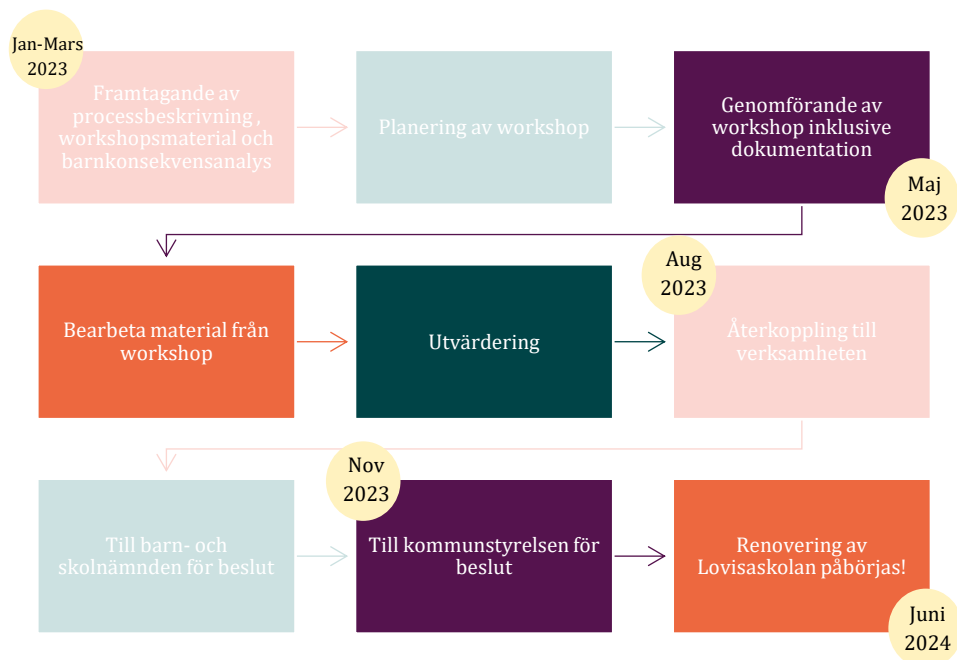 Jan-Mars
2023
Framtagande av
processbeskrivning ,
workshopsmaterial och
barnkonsekvensanalys
Planering av workshop
Genomförande av
workshop inklusive
dokumentation
Maj
2023
Bearbeta material från
workshop
Utvärdering
Aug
2023
Återkoppling till
verksamheten
Till barn- och
skolnämnden för beslut
Nov
2023
Till kommunstyrelsen för
beslut
Renovering av
Lovisaskolan påbörjas!
Juni
2024